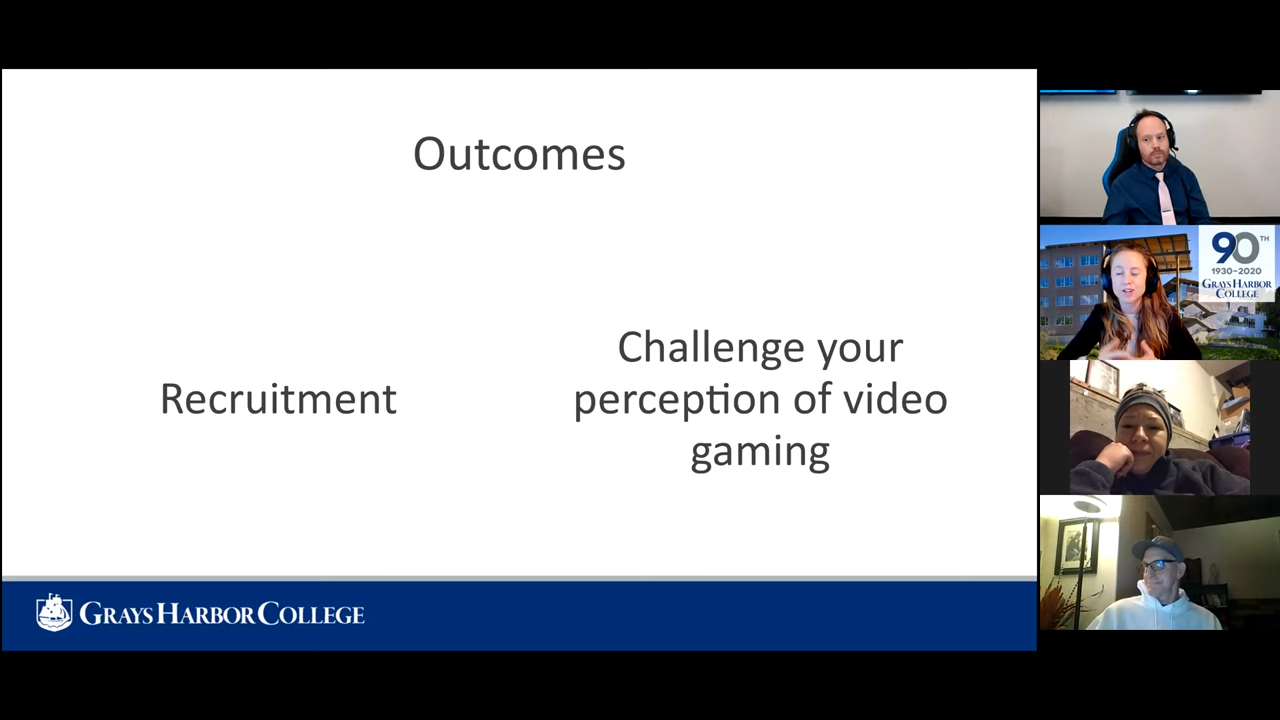 Outcomes
Recruitment
Challenge your
perception of video
gaming
GRAYS HARBOR COLLEGE
90TH
1930-2020
GRAYS HARBOR
COLLEGE